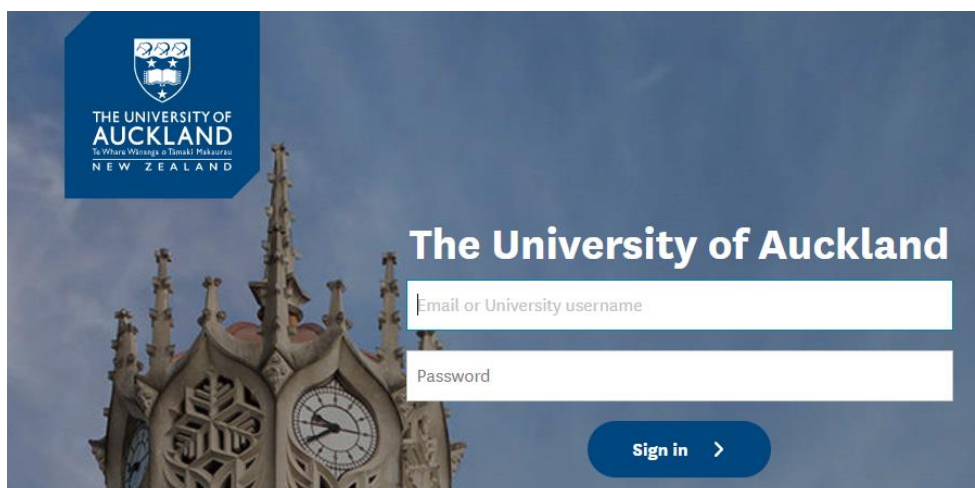 THE UNIVERSITY OF
AUCKLAND
Te Whare Wānanga o Tāmaki Makaurau
NEW ZEALAND
The University of Auckland
Email or University username
Password
Sign in